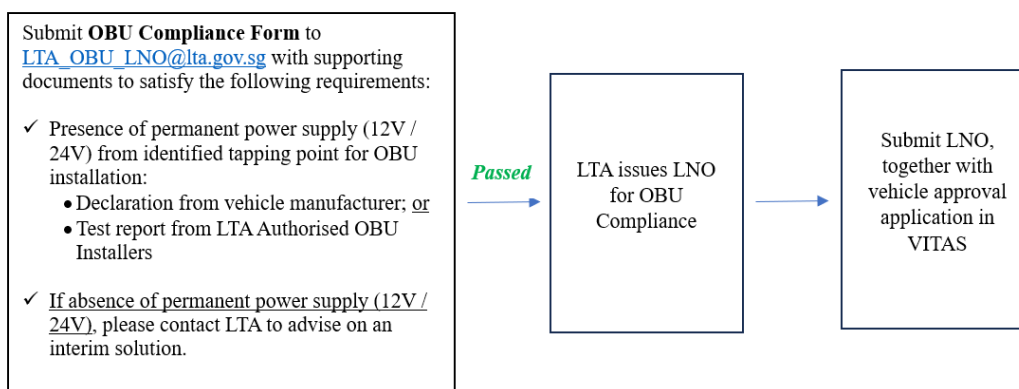 Submit OBU Compliance Form to
LTA_OBU_LNO@lta.gov.sg with supporting
documents to satisfy the following requirements:
✓ Presence of permanent power supply (12V /
24V) from identified tapping point for OBU
installation:
• Declaration from vehicle manufacturer; or
• Test report from LTA Authorised OBU
Installers
✓ If absence of permanent power supply (12V /
24V), please contact LTA to advise on an
interim solution.
Passed
LTA issues LNO
for OBU
Compliance
Submit LNO,
together with
vehicle approval
application in
VITAS